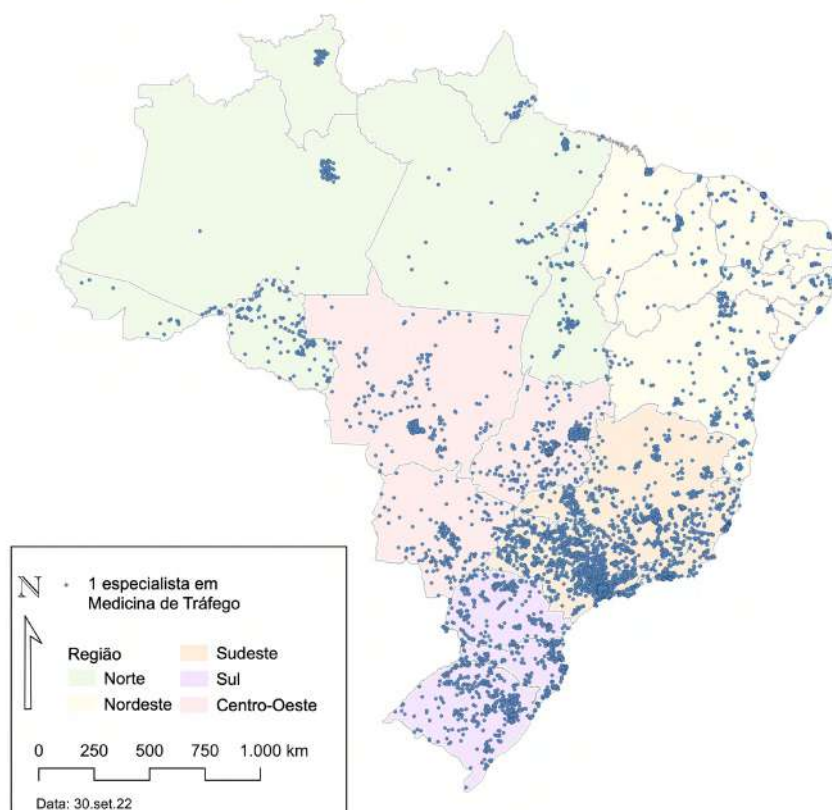 N
1 especialista em
Medicina de Tráfego
Região
Norte
Nordeste
Sudeste
Sul
Centro-Oeste
0 250 500 750 1.000 km
Data: 30.set.22